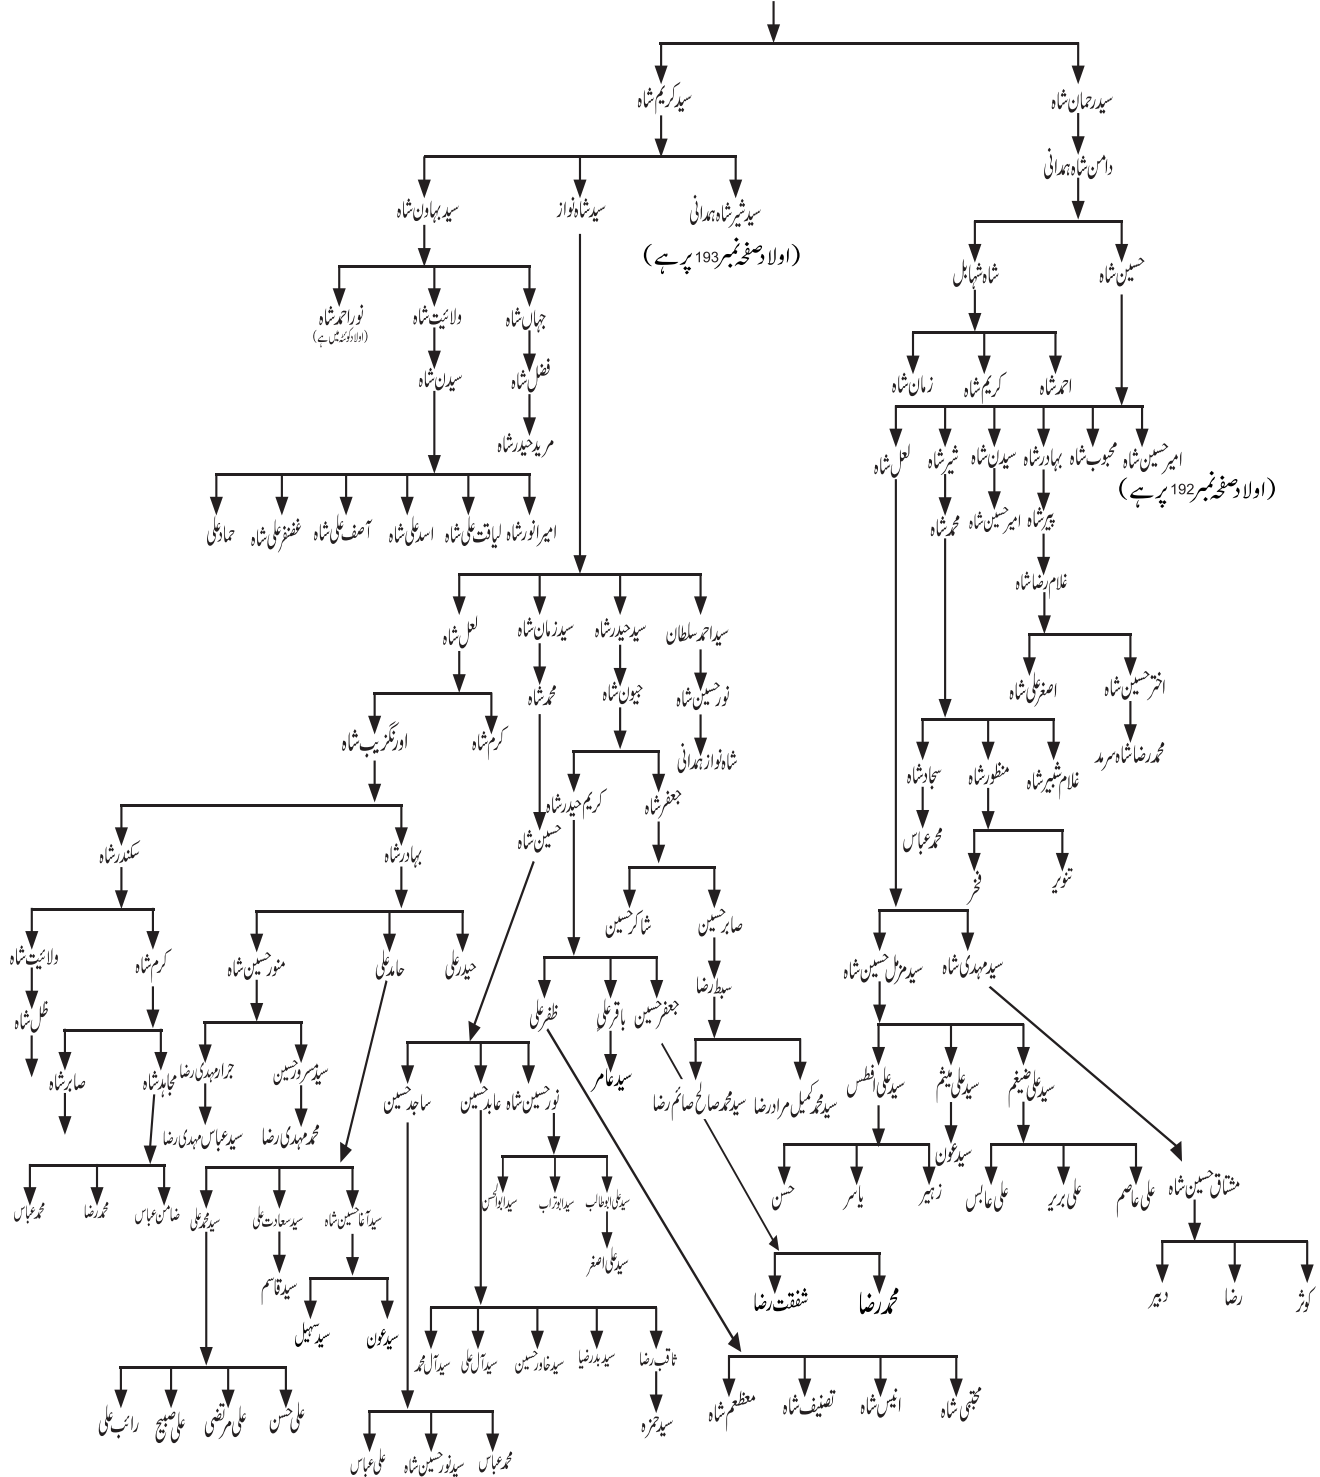 سید رحمان شاہ سید کریم شاہ
دامن شاہ ہمدانی
سید شیر شاہ ہمدانی سید شاہ نواز سید بہاون شاہ
(اولاد صفحہ نمبر 193 پر ہے)
حسین شاہ شاہ شہابل
جہاں شاہ ولائیت شاہ نور احمد شاہ
(اولاد کوئٹہ میں ہے)
احمد شاہ کریم شاہ زمان شاہ
فضل شاہ سیدن شاہ
مرید حیدر شاہ
امیر حسین شاہ محبوب شاہ بہادر شاہ سیدن شاہ شیر شاہ لعل شاہ
(اولاد صفحہ نمبر 192 پر ہے)
پیر شاہ امیر حسین شاہ محمد شاہ
امیر انور شاہ لیاقت علی شاہ اسد علی شاہ آصف علی شاہ غضنفر علی شاہ حماد علی
غلام رضا شاہ
سید احمد سلطان سید حیدر شاہ سید زمان شاہ لعل شاہ
اختر حسین شاہ اصغر علی شاہ
نور حسین شاہ جیون شاہ محمد شاہ
کرم شاہ اورنگزیب شاہ
محمد رضا شاہ سرمد
شاہ نواز ہمدانی
غلام شبیر شاہ منظور شاہ سجاد شاہ
جعفر شاہ کریم حیدر شاہ
محمد عباس
حسین شاہ
بہادر شاہ سکندر شاہ
تنویر فخر
صابر حسین شاکر حسین
سید مہدی شاہ سید مزمل حسین شاہ
حیدر علی حامد علی منور حسین شاہ کرم شاہ ولائیت شاہ
سبط رضا
جعفر حسین باقر علی ظفر علی
ظل شاہ
سید عامر
سید مسرور حسین جرار مہدی رضا مجاہد شاہ صابر شاہ
سید علی ضیغم سید علی میثم سید علی افطس
سید محمد کمیل مراد رضا سید محمد صالح صائم رضا
نور حسین شاہ عابد حسین ساجد حسین
محمد مہدی رضا سید عباس مہدی رضا
سید عون
علی عاصم علی بریر علی عابس زہیر یاسر حسن
مشتاق حسین شاہ
سید علی ابوطالب سید ابوتراب سید ابوالحسن
سید آغا حسین شاہ سید سعادت علی سید محمد علی ضامن عباس محمد رضا محمد عباس
سید علی اصغر
سید قاسم
کوثر رضا دبیر
محمد رضا شفقت رضا
سید عون سید سہیل
ثاقب رضا سید بدر ضیا سید خاور حسین سید آل علی سید آل محمد
مجتبیٰ شاہ انیس شاہ تصنیف شاہ معظم شاہ
سید حمزہ
علی حسن علی مرتضیٰ علی صبیح رائب علی
محمد عباس سید نور حسین شاہ علی عباس